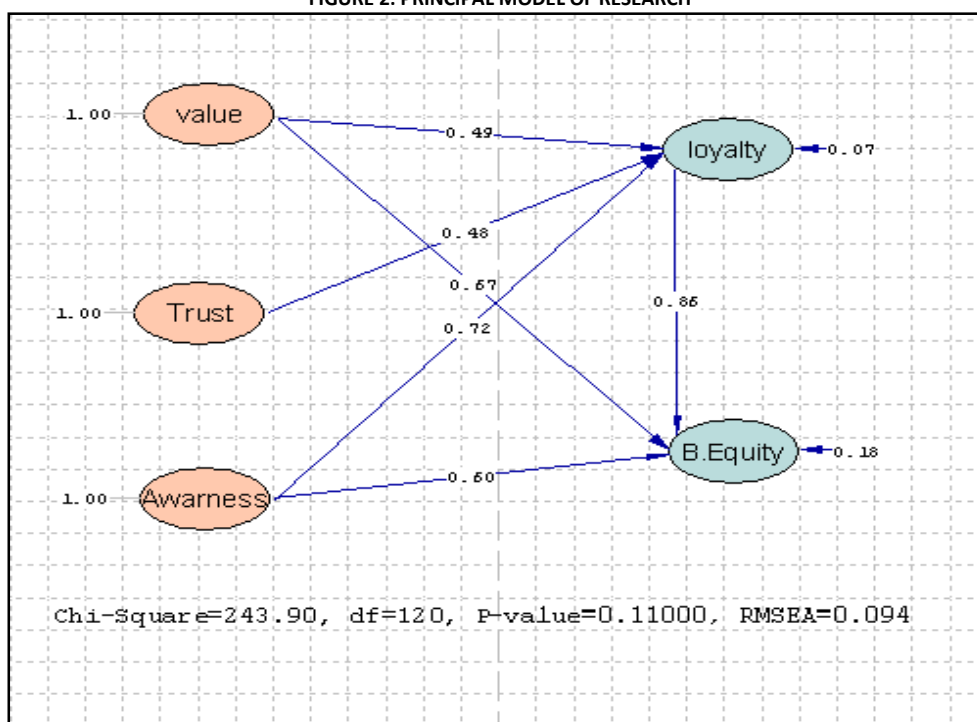 FIGURE 2: PRINCIPAL MODEL OF RESEARCH
1.00 value
0.49
loyalty 0.07
0.48
1.00 Trust
0.67
0.86
0.72
B.Equity 0.18
0.60
1.00 Awarness
Chi-Square=243.90, df=120, P-value=0.11000, RMSEA=0.094